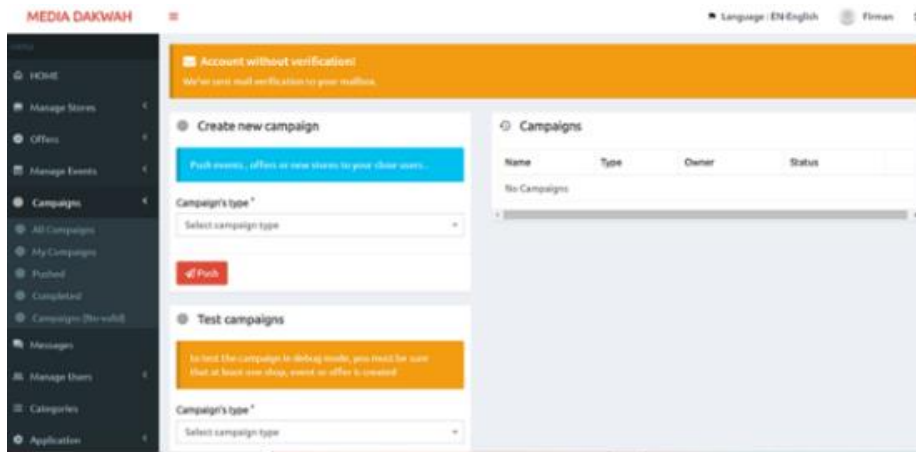 MEDIA DAKWAH
Language : EN-English
Firman
MENU
HOME
Manage Stores
Offers
Manage Events
Campaigns
All Campaigns
My Campaigns
Pushed
Completed
Campaigns (No valid)
Messages
Manage Users
Categories
Application
Account without verification!
We've sent mail verification to your mailbox.
Create new campaign
Push events , offers or new stores to your close users .
Campaign's type *
Select campaign type
Push
Test campaigns
to test the campaign in debug mode, you must be sure
that at least one shop, event or offer is created
Campaign's type *
Select campaign type
Campaigns
Name Type Owner Status
No Campaigns